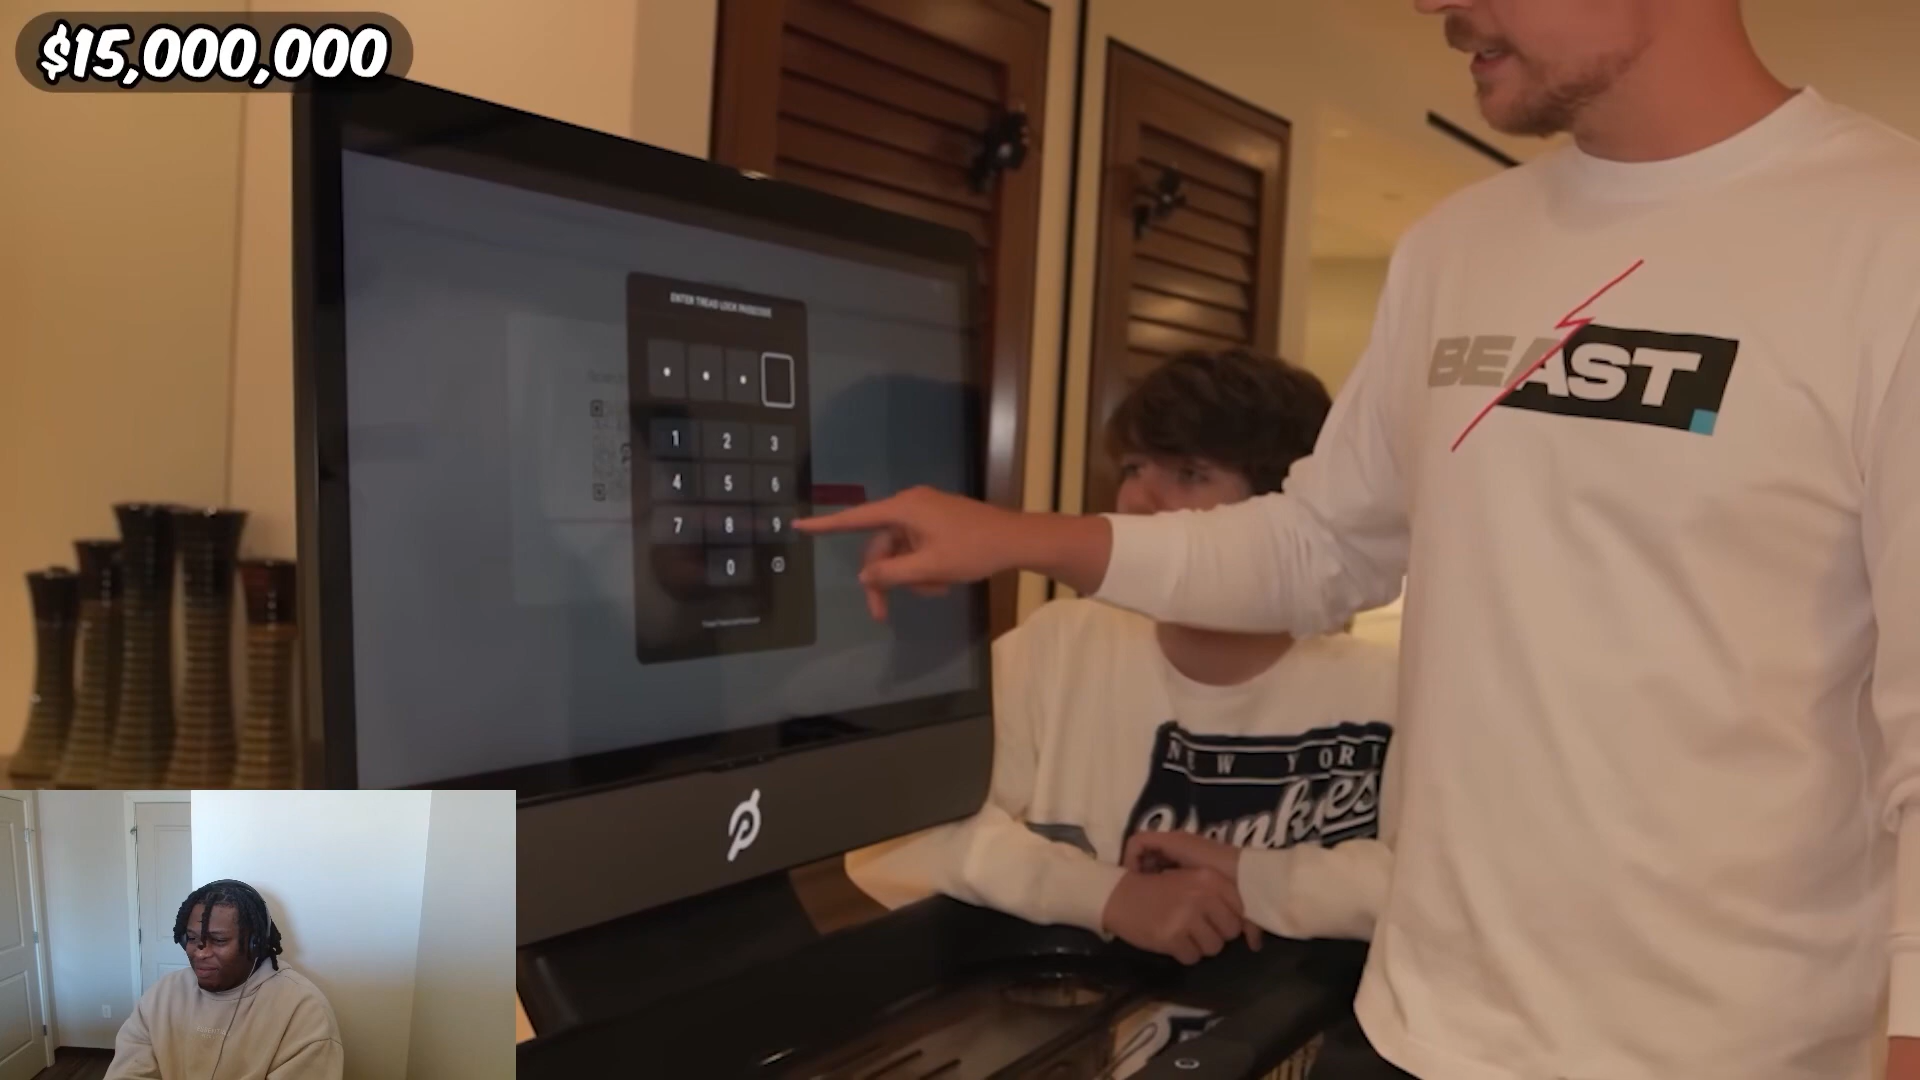 $15,000,000
ENTER TREAD LOCK PASSCODE
1 2 3
4 5 6
7 8 9
0
BEAST
NEW YORK
Yankees